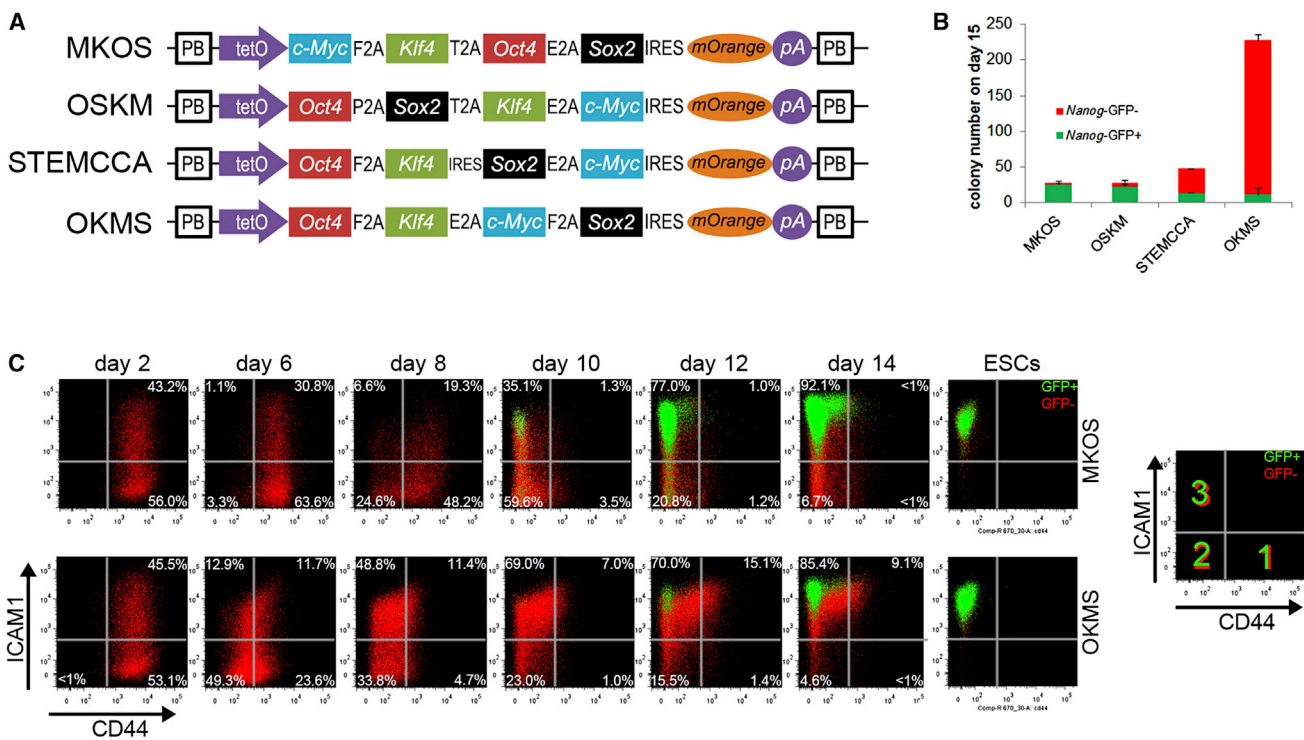 A
MKOS PB tetO c-Myc F2A Klf4 T2A Oct4 E2A Sox2 IRES mOrange pA PB
OSKM PB tetO Oct4 P2A Sox2 T2A Klf4 E2A c-Myc IRES mOrange pA PB
STEMCCA PB tetO Oct4 F2A Klf4 IRES Sox2 E2A c-Myc IRES mOrange pA PB
OKMS PB tetO Oct4 F2A Klf4 E2A c-Myc F2A Sox2 IRES mOrange pA PB
B
colony number on day 15
250
200
150
100
50
0
Nanog-GFP-
Nanog-GFP+
MKOS
OSKM
STEMCCA
OKMS
C
day 2 day 6 day 8 day 10 day 12 day 14 ESCs
43.2% 1.1% 30.8% 6.6% 19.3% 35.1% 1.3% 77.0% 1.0% 92.1% <1% GFP+
GFP-
MKOS
56.0% 3.3% 63.6% 24.6% 48.2% 59.6% 3.5% 20.8% 1.2% 6.7% <1%
Comp-R 670_30-A: cd44
45.5% 12.9% 11.7% 48.8% 11.4% 69.0% 7.0% 70.0% 15.1% 85.4% 9.1%
OKMS
<1% 53.1% 49.3% 23.6% 33.8% 4.7% 23.0% 1.0% 15.5% 1.4% 4.6% <1%
Comp-R 670_30-A: cd44
ICAM1
CD44
GFP+
GFP-
3
2
1
ICAM1
CD44